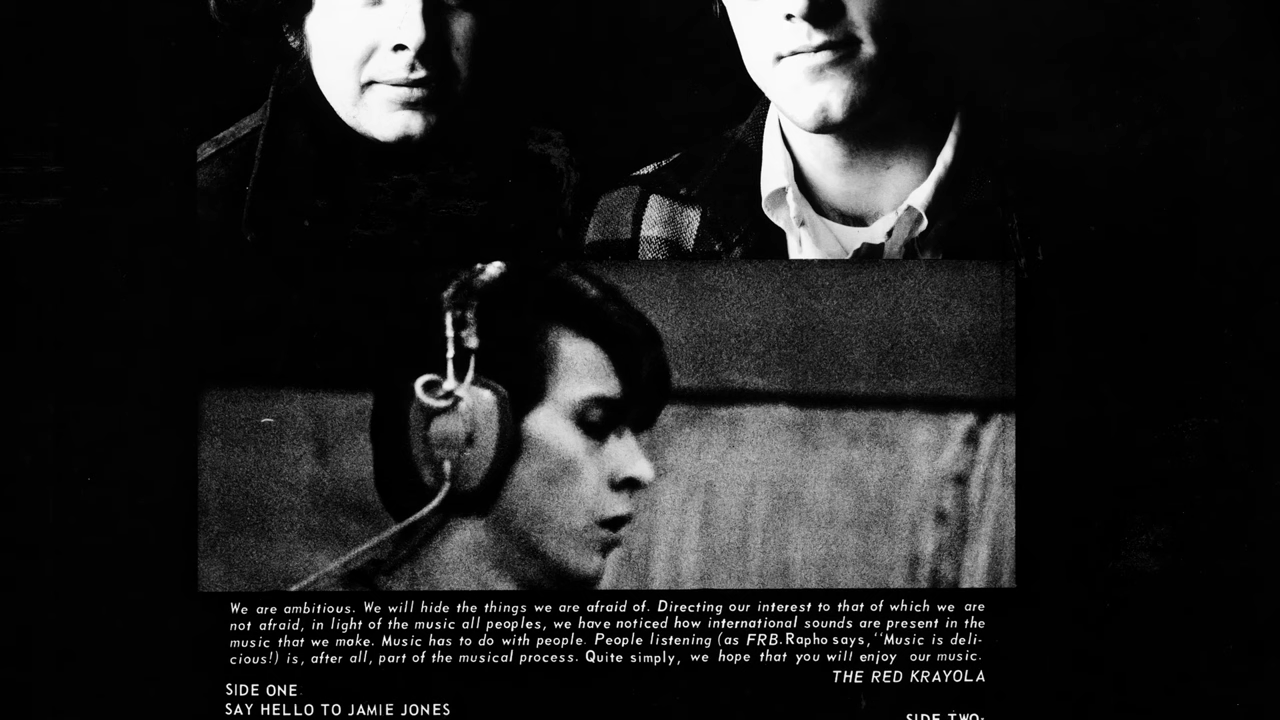 We are ambitious. We will hide the things we are afraid of. Directing our interest to that of which we are
not afraid, in light of the music all peoples, we have noticed how international sounds are present in the
music that we make. Music has to do with people. People listening (as FRB. Rapho says, "Music is deli-
cious!) is, after all, part of the musical process. Quite simply, we hope that you will enjoy our music.
THE RED KRAYOLA
SIDE ONE
SAY HELLO TO JAMIE JONES
SIDE TWO: